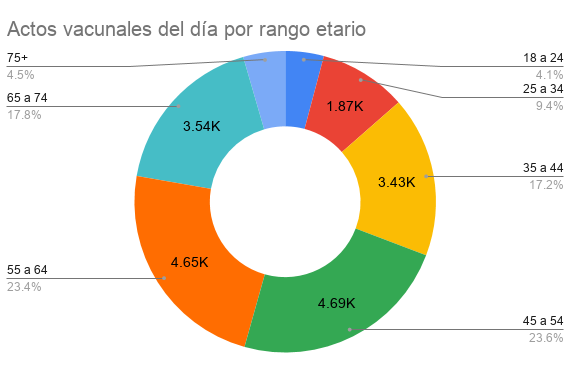 Actos vacunales del día por rango etario
75+
4.5%
18 a 24
4.1%
25 a 34
9.4%
65 a 74
17.8%
1.87K
3.54K
35 a 44
17.2%
3.43K
55 a 64
23.4%
4.65K
4.69K
45 a 54
23.6%